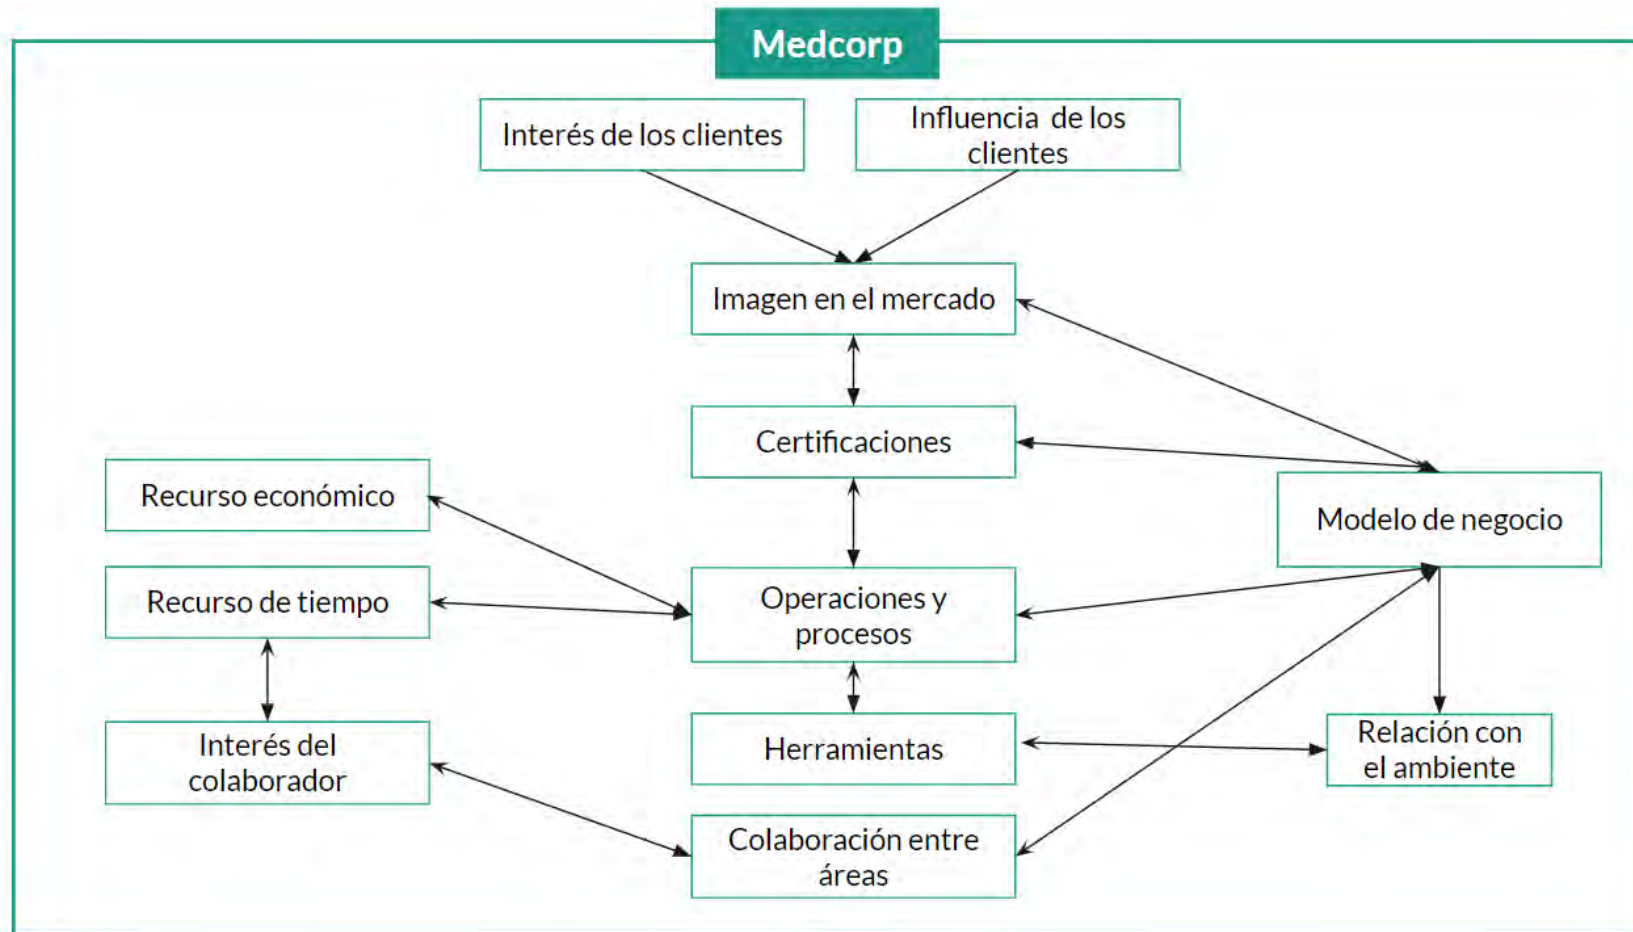 Medcorp
Interés de los clientes
Influencia de los
clientes
Imagen en el mercado
Certificaciones
Recurso económico
Modelo de negocio
Recurso de tiempo
Operaciones y
procesos
Interés del
colaborador
Herramientas
Relación con
el ambiente
Colaboración entre
áreas